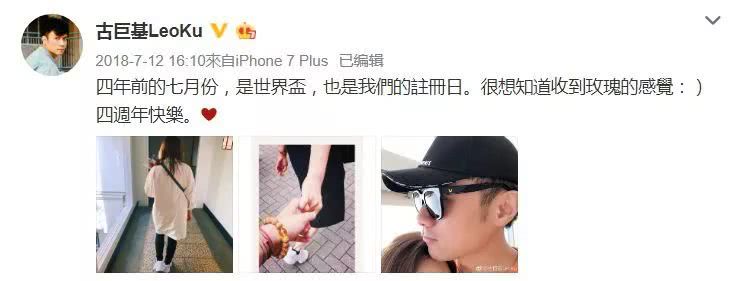 古巨基LeoKu
2018-7-12 16:10来自iPhone 7 Plus 已编辑
四年前的七月份，是世界盃，也是我們的註冊日。很想知道收到玫瑰的感覺：）
四週年快樂。